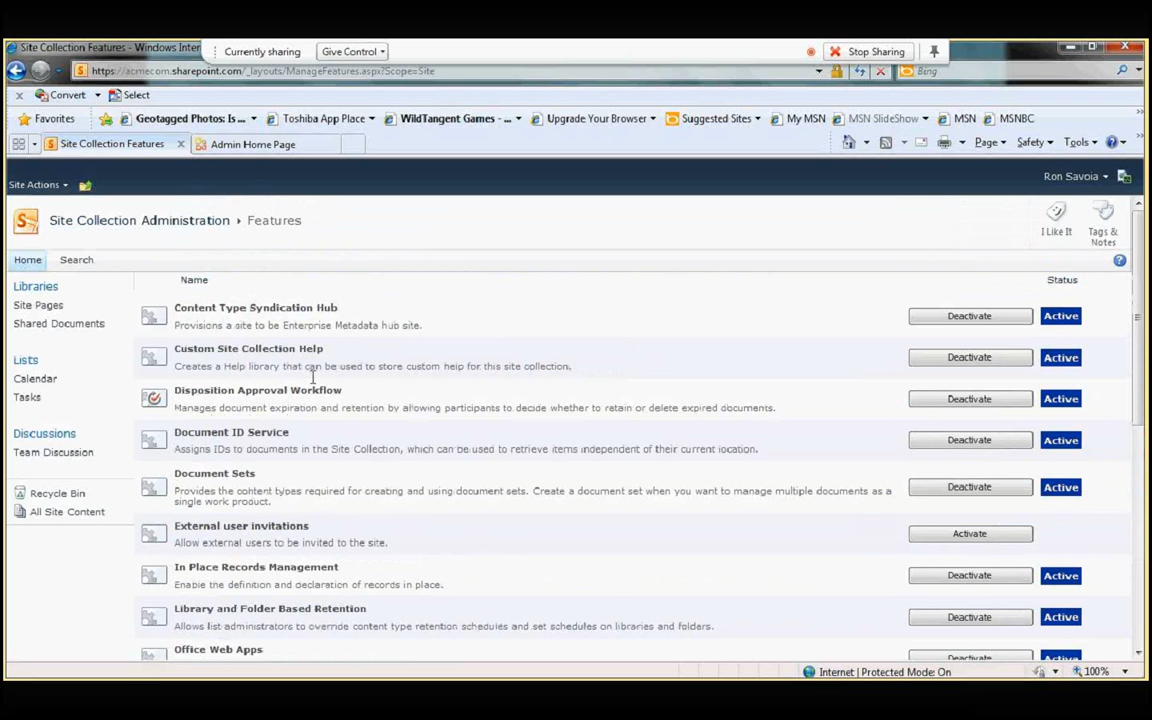 Site Collection Features - Windows Inter
Currently sharing
Give Control
Stop Sharing
https://acmecom.sharepoint.com/_layouts/ManageFeatures.aspx?Scope=Site
Bing
x Convert Select
Favorites
Geotagged Photos: Is ...
Toshiba App Place
WildTangent Games - ...
Upgrade Your Browser
Suggested Sites
My MSN
MSN SlideShow
MSN
MSNBC
Site Collection Features
Admin Home Page
Page
Safety
Tools
Site Actions
Ron Savoia
Site Collection Administration
Features
I Like It
Tags &
Notes
Home
Search
Libraries
Site Pages
Shared Documents
Lists
Calendar
Tasks
Discussions
Team Discussion
Recycle Bin
All Site Content
Name
Status
Content Type Syndication Hub
Provisions a site to be Enterprise Metadata hub site.
Deactivate
Active
Custom Site Collection Help
Creates a Help library that can be used to store custom help for this site collection.
Deactivate
Active
Disposition Approval Workflow
Manages document expiration and retention by allowing participants to decide whether to retain or delete expired documents.
Deactivate
Active
Document ID Service
Assigns IDs to documents in the Site Collection, which can be used to retrieve items independent of their current location.
Deactivate
Active
Document Sets
Provides the content types required for creating and using document sets. Create a document set when you want to manage multiple documents as a
single work product.
Deactivate
Active
External user invitations
Allow external users to be invited to the site.
Activate
In Place Records Management
Enable the definition and declaration of records in place.
Deactivate
Active
Library and Folder Based Retention
Allows list administrators to override content type retention schedules and set schedules on libraries and folders.
Deactivate
Active
Office Web Apps
Deactivate
Active
Internet | Protected Mode: On
100%